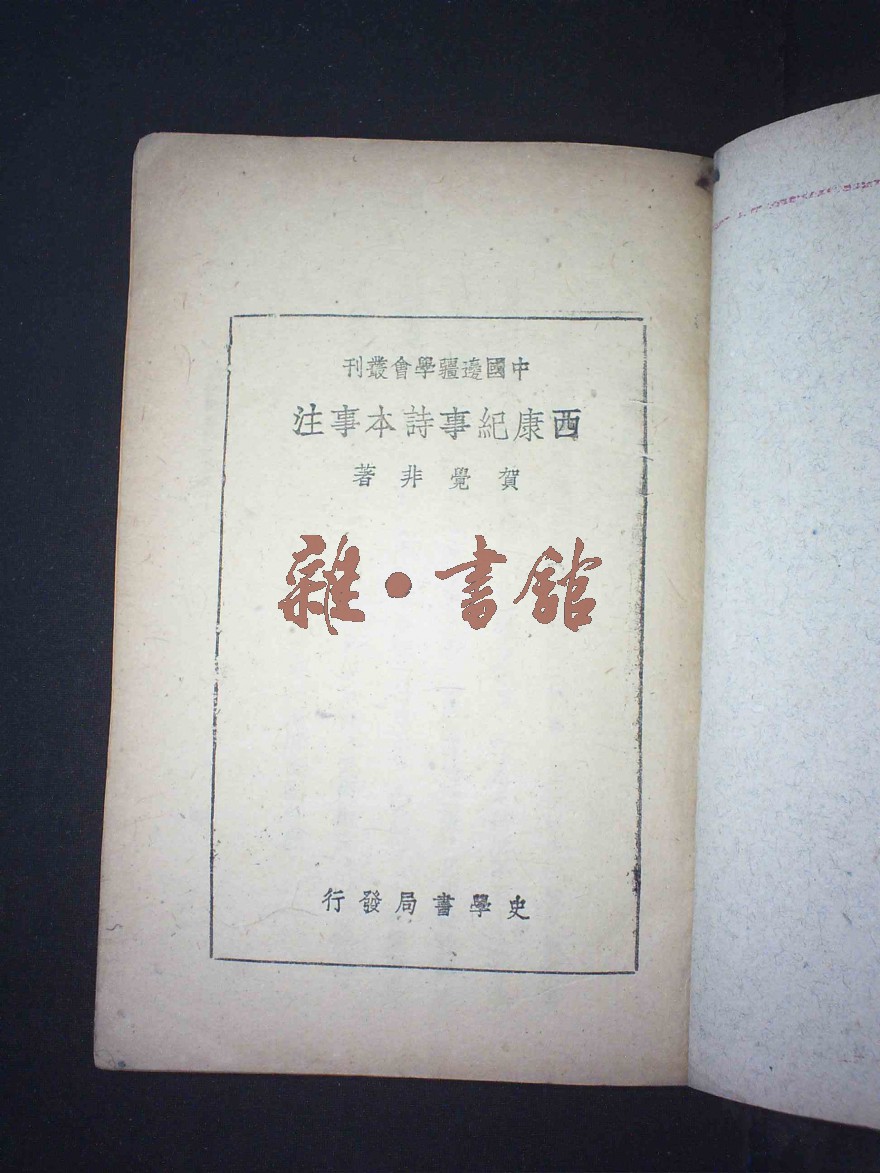 中國邊疆學會叢刊
西康紀事詩本事注
賀覺非著
雜·書館
史學書局發行